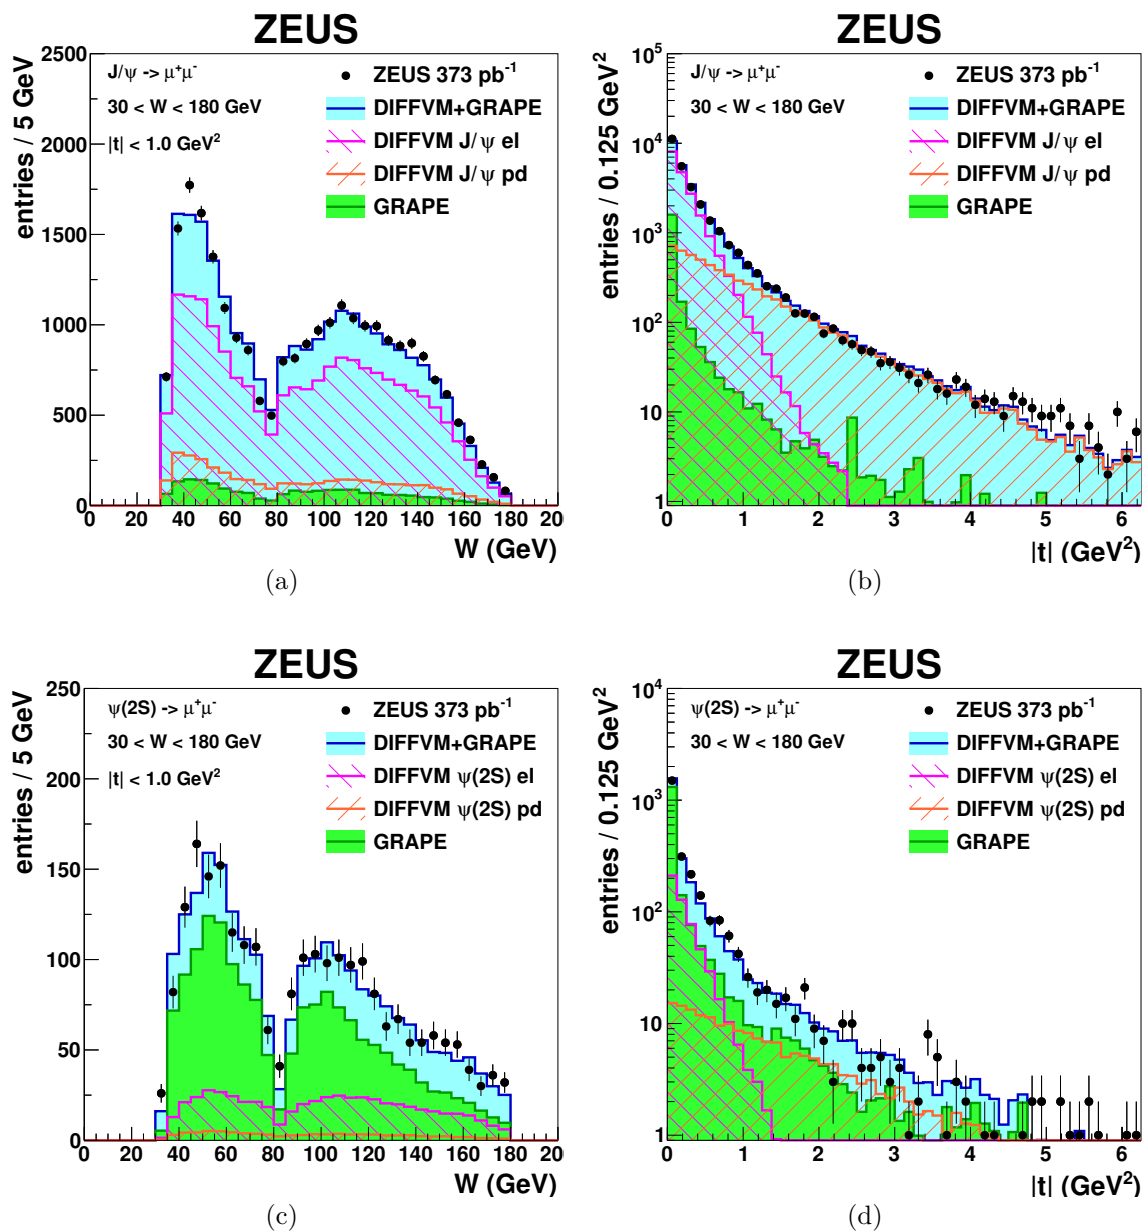 ZEUS
entries / 5 GeV
2500
2000
1500
1000
500
0
J/ψ -> μ⁺μ⁻
30 < W < 180 GeV
|t| < 1.0 GeV²
ZEUS 373 pb⁻¹
DIFFVM+GRAPE
DIFFVM J/ψ el
DIFFVM J/ψ pd
GRAPE
0 20 40 60 80 100 120 140 160 180 20
W (GeV)
(a)
ZEUS
entries / 0.125 GeV²
10⁵
10⁴
10³
10²
10
1
J/ψ -> μ⁺μ⁻
30 < W < 180 GeV
ZEUS 373 pb⁻¹
DIFFVM+GRAPE
DIFFVM J/ψ el
DIFFVM J/ψ pd
GRAPE
0 1 2 3 4 5 6
|t| (GeV²)
(b)
ZEUS
entries / 5 GeV
250
200
150
100
50
0
ψ(2S) -> μ⁺μ⁻
30 < W < 180 GeV
|t| < 1.0 GeV²
ZEUS 373 pb⁻¹
DIFFVM+GRAPE
DIFFVM ψ(2S) el
DIFFVM ψ(2S) pd
GRAPE
0 20 40 60 80 100 120 140 160 180 20
W (GeV)
(c)
ZEUS
entries / 0.125 GeV²
10⁴
10³
10²
10
1
ψ(2S) -> μ⁺μ⁻
30 < W < 180 GeV
ZEUS 373 pb⁻¹
DIFFVM+GRAPE
DIFFVM ψ(2S) el
DIFFVM ψ(2S) pd
GRAPE
0 1 2 3 4 5 6
|t| (GeV²)
(d)